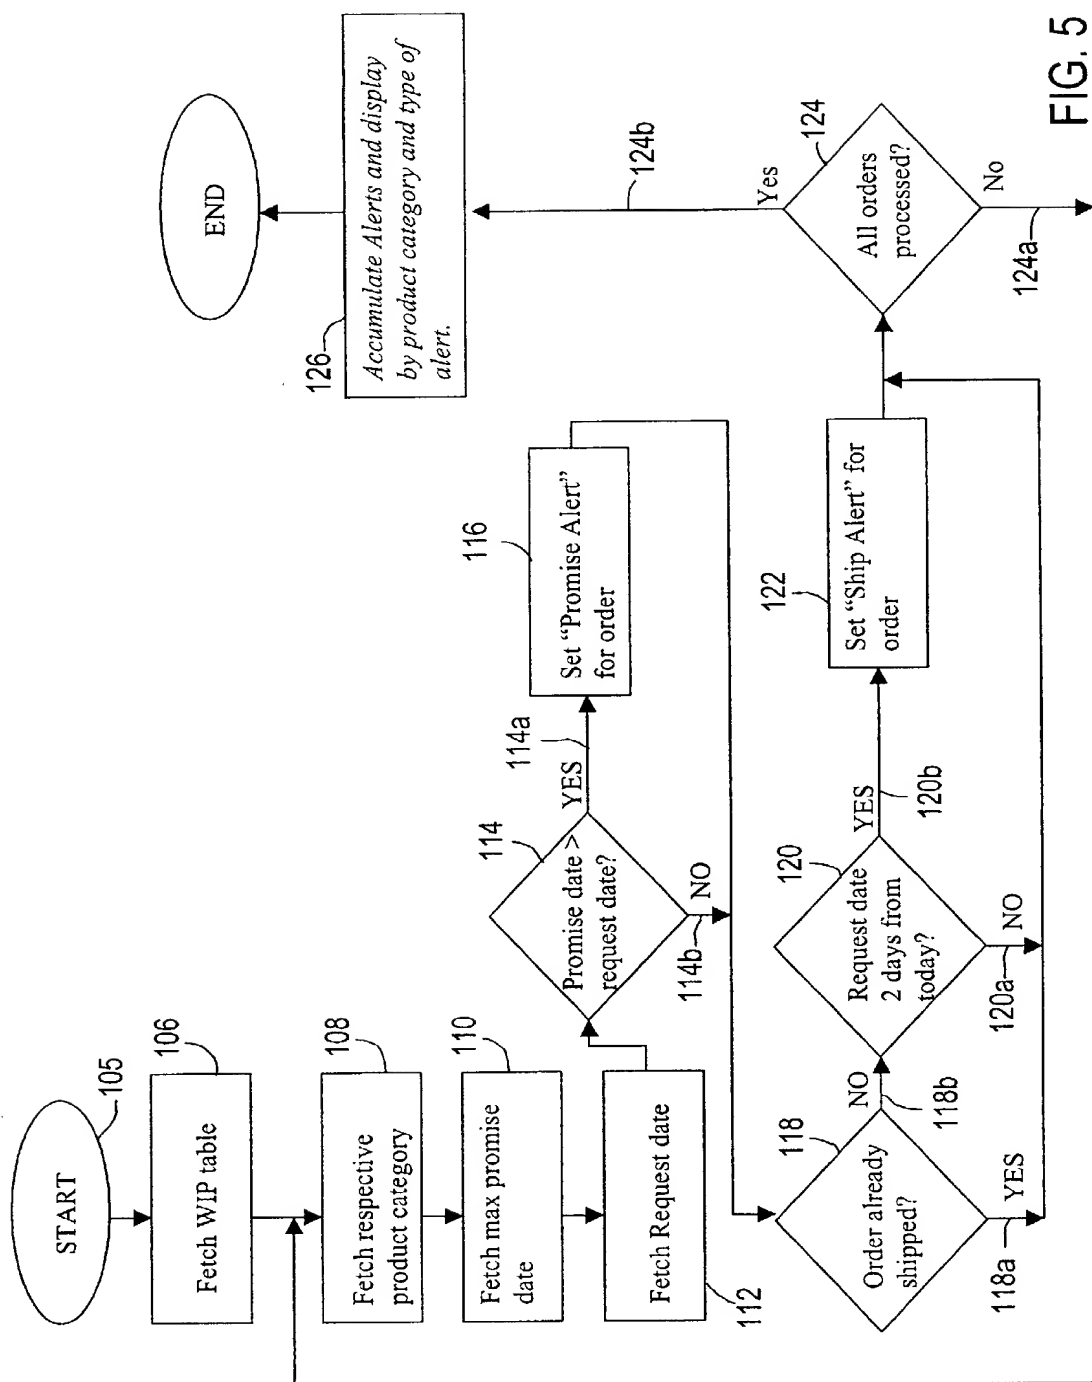 START
105
106
Fetch WIP table
108
Fetch respective
product category
110
Fetch max promise
date
Fetch Request date
112
114
Promise date >
request date?
YES
114a
NO
114b
116
Set “Promise Alert”
for order
118
Order already
shipped?
NO
118b
YES
118a
120
Request date
2 days from
today?
YES
120b
NO
120a
122
Set “Ship Alert” for
order
124
All orders
processed?
Yes
124b
No
124a
126
Accumulate Alerts and display
by product category and type of
alert.
END
FIG. 5